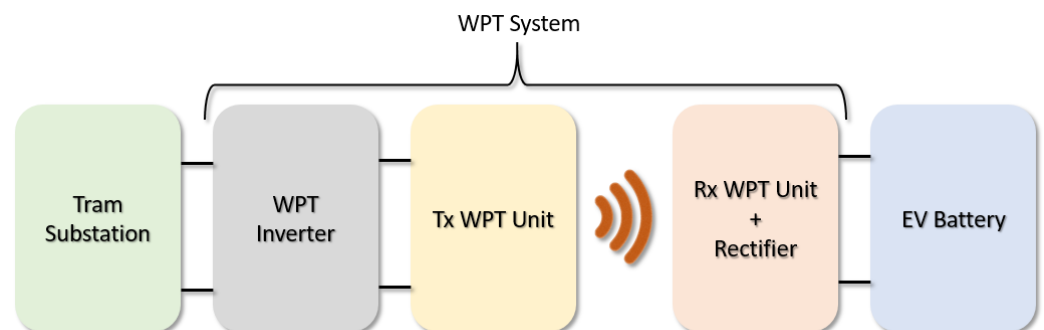 WPT System
Tram
Substation
WPT
Inverter
Tx WPT Unit
Rx WPT Unit
+
Rectifier
EV Battery